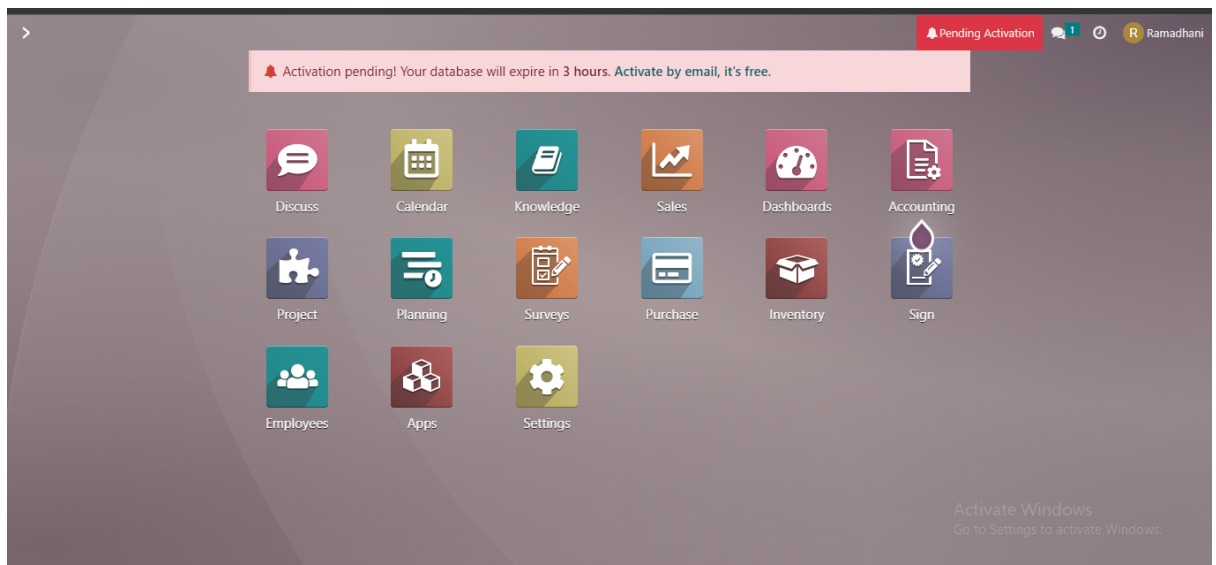 Pending Activation 1 R Ramadhani
Activation pending! Your database will expire in 3 hours. Activate by email, it's free.
Discuss Calendar Knowledge Sales Dashboards Accounting
Project Planning Surveys Purchase Inventory Sign
Employees Apps Settings
Activate Windows
Go to Settings to activate Windows.